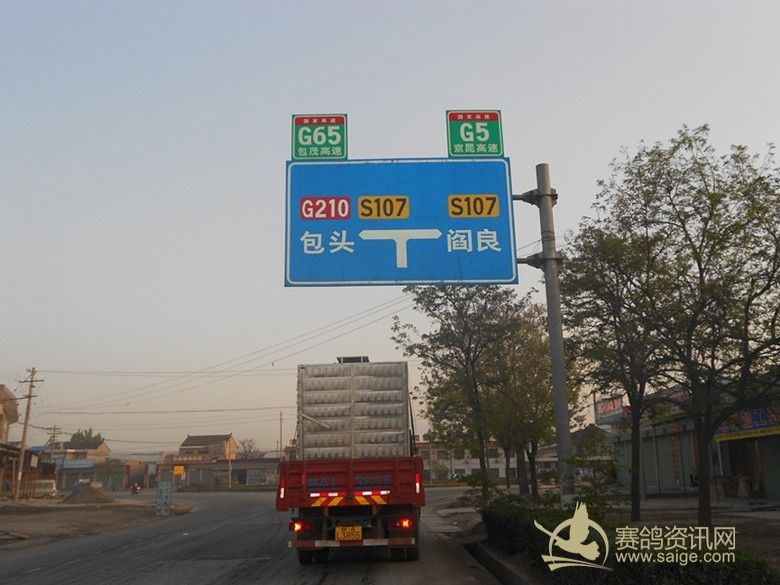 国家高速
G65
包茂高速
国家高速
G5
京昆高速
G210 S107 S107
包头 阎良
赛鸽资讯网
www.saige.com